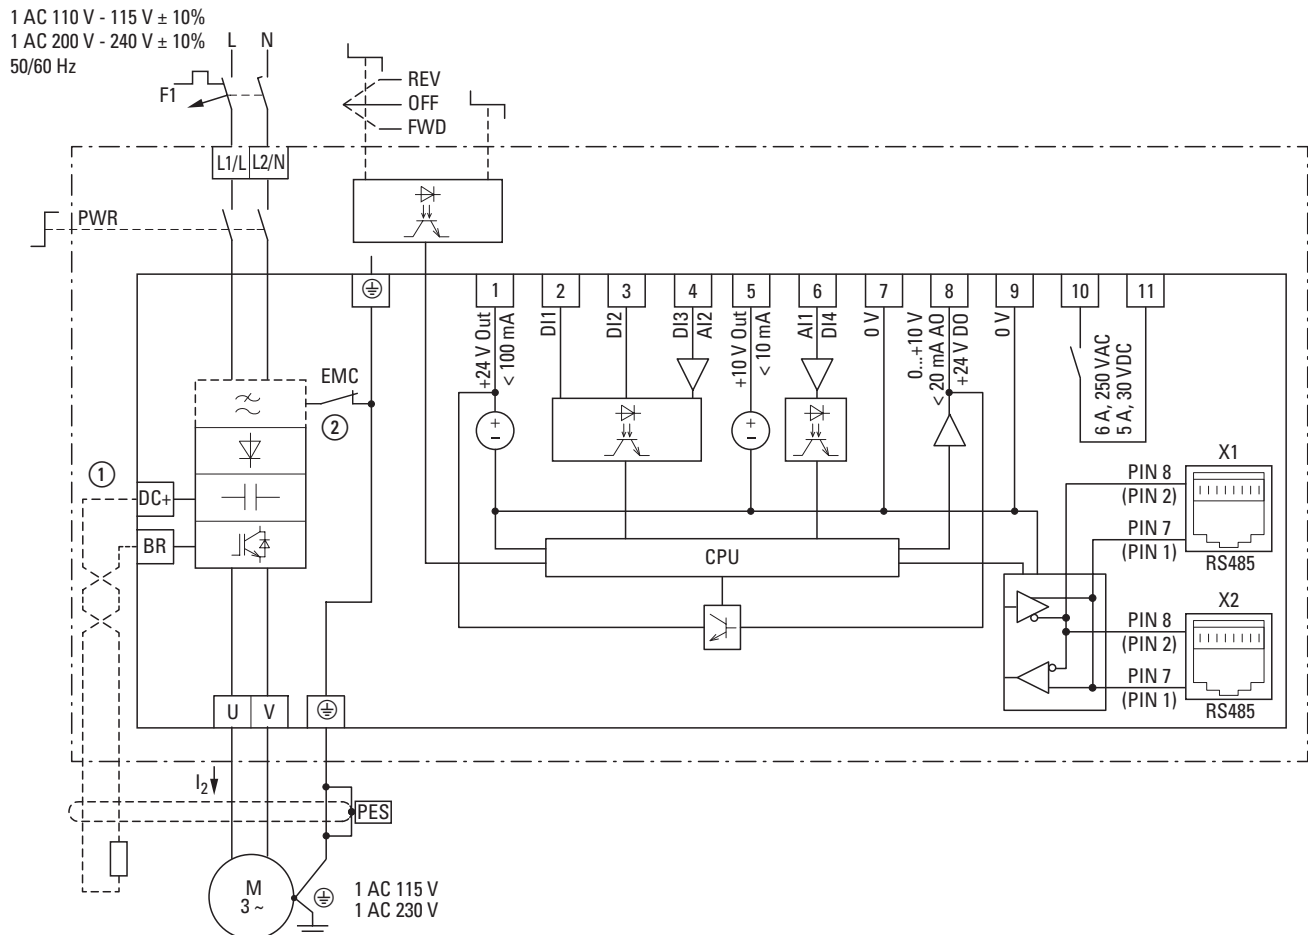 1 AC 110 V - 115 V ± 10%
1 AC 200 V - 240 V ± 10%
50/60 Hz
L
N
F1
REV
OFF
FWD
L1/L
L2/N
PWR
1
2
3
4
5
6
7
8
9
10
11
+24 V Out
< 100 mA
DI1
DI2
DI3
AI2
+10 V Out
< 10 mA
AI1
DI4
0 V
0...+10 V
< 20 mA AO
+24 V DO
0 V
6 A, 250 VAC
5 A, 30 VDC
EMC
2
+
-
+
-
1
DC+
BR
CPU
X1
PIN 8
(PIN 2)
PIN 7
(PIN 1)
RS485
X2
PIN 8
(PIN 2)
PIN 7
(PIN 1)
RS485
U
V
I2
PES
M
3 ~
1 AC 115 V
1 AC 230 V